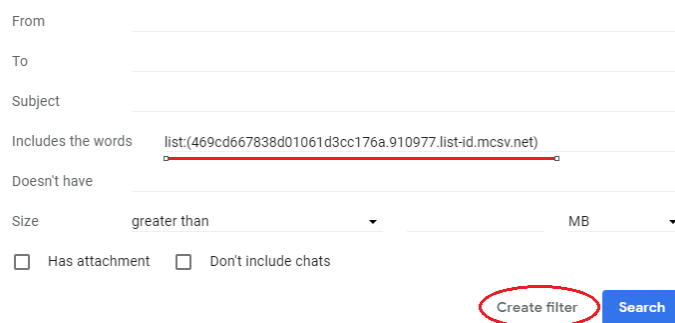 From
To
Subject
Includes the words list:(469cd667838d01061d3cc176a.910977.list-id.mcsv.net)
Doesn't have
Size greater than MB
Has attachment Don't include chats
Create filter Search